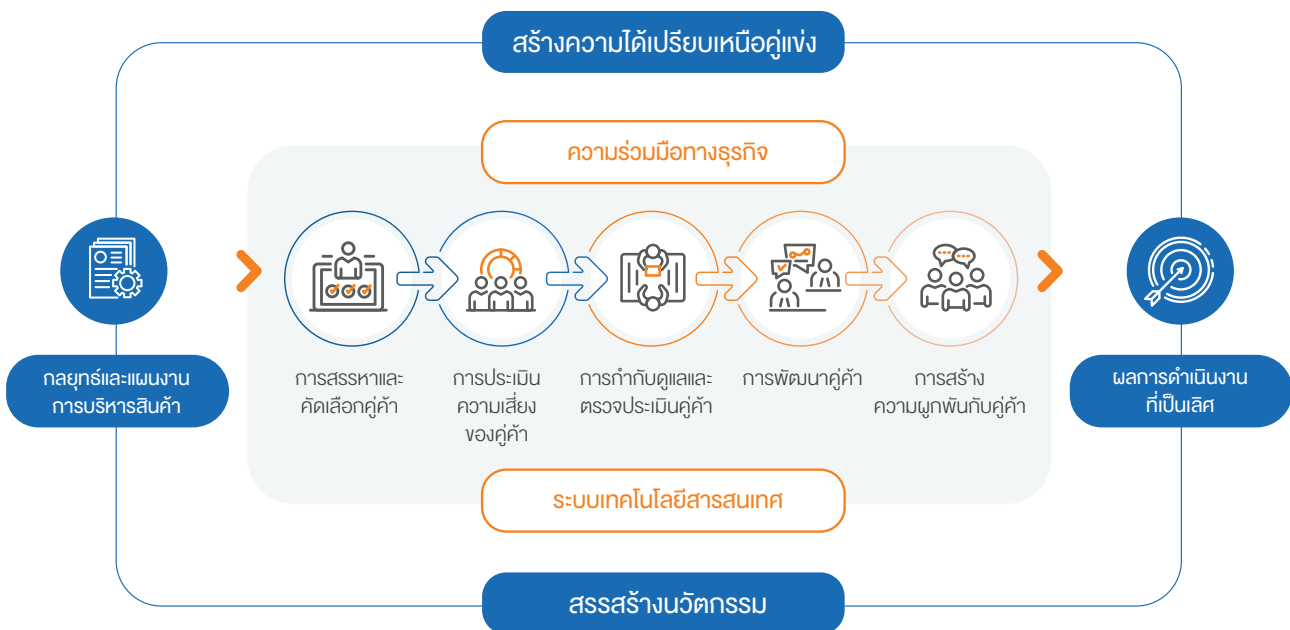 สร้างความได้เปรียบเหนือคู่แข่ง
ความร่วมมือทางธุรกิจ
กลยุทธ์และแผนงาน
การบริหารสินค้า
การสรรหาและ
คัดเลือกคู่ค้า
การประเมิน
ความเสี่ยง
ของคู่ค้า
การกำกับดูแลและ
ตรวจประเมินคู่ค้า
การพัฒนาคู่ค้า
การสร้าง
ความผูกพันกับคู่ค้า
ผลการดำเนินงาน
ที่เป็นเลิศ
ระบบเทคโนโลยีสารสนเทศ
สรรสร้างนวัตกรรม